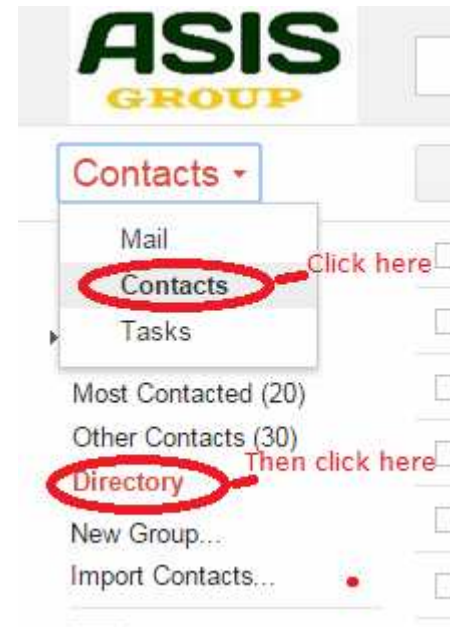 ASIS
GROUP
Contacts
Mail
Click here
Contacts
Tasks
Most Contacted (20)
Other Contacts (30)
Then click here
Directory
New Group...
Import Contacts...